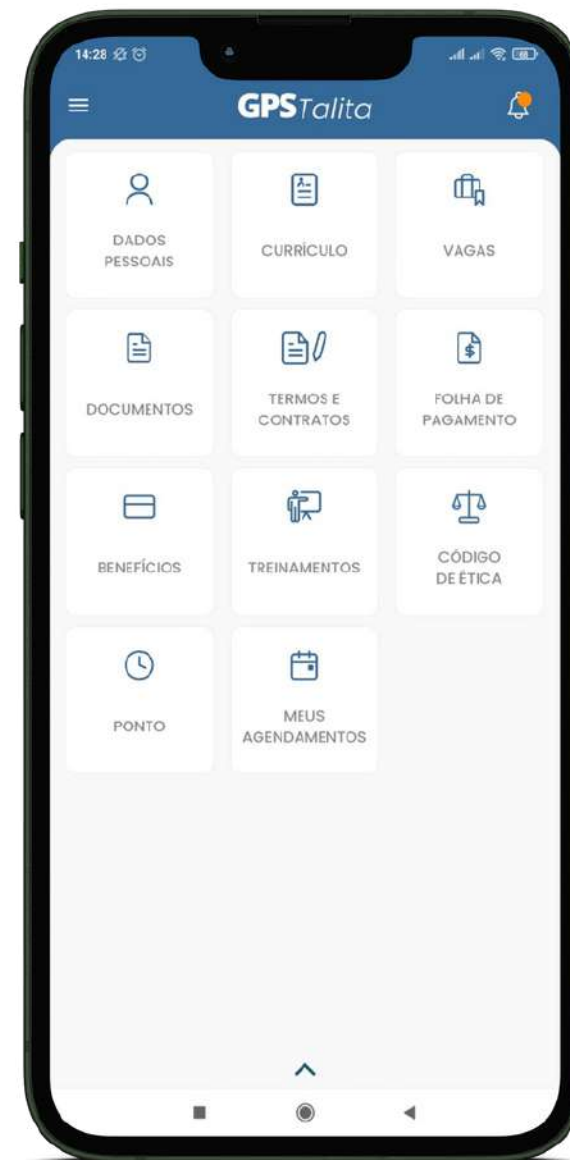 14:28
GPSTalita
DADOS
PESSOAIS
CURRÍCULO
VAGAS
DOCUMENTOS
TERMOS E
CONTRATOS
FOLHA DE
PAGAMENTO
BENEFÍCIOS
TREINAMENTOS
CÓDIGO
DE ÉTICA
PONTO
MEUS
AGENDAMENTOS